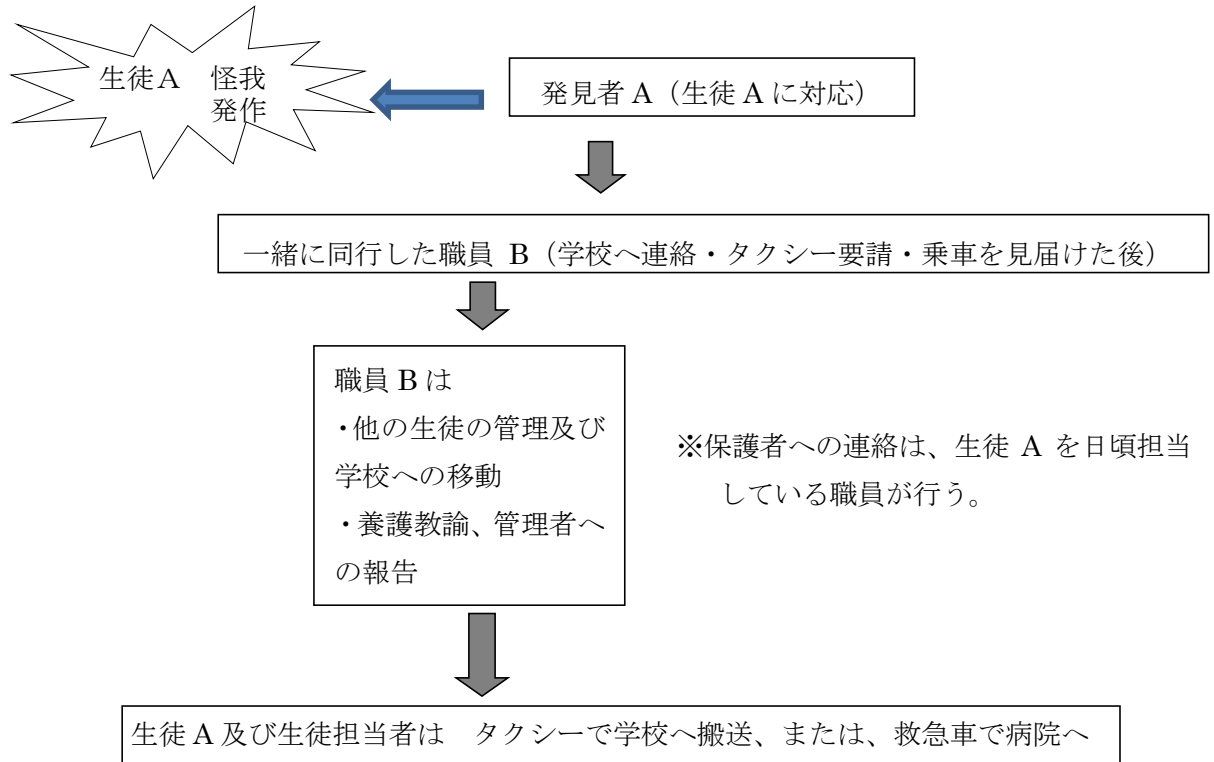 生徒A 怪我
発作
発見者 A（生徒 A に対応）
一緒に同行した職員 B（学校へ連絡・タクシー要請・乗車を見届けた後）
職員 B は
・他の生徒の管理及び
学校への移動
・養護教諭、管理者へ
の報告
※保護者への連絡は、生徒 A を日頃担当
している職員が行う。
生徒 A 及び生徒担当者は　タクシーで学校へ搬送、または、救急車で病院へ